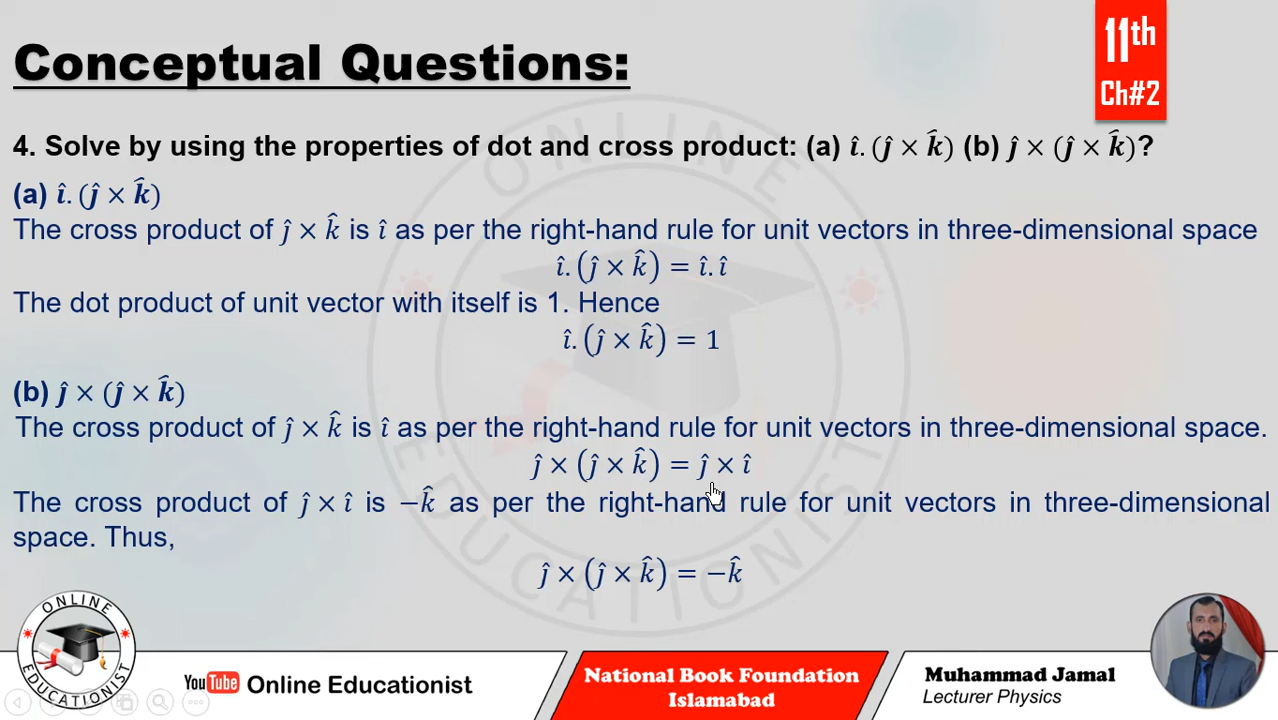 Conceptual Questions:
11th
Ch#2
4. Solve by using the properties of dot and cross product: (a) î. (ĵ × k̂) (b) ĵ × (ĵ × k̂)?
(a) î. (ĵ × k̂)
The cross product of ĵ × k̂ is î as per the right-hand rule for unit vectors in three-dimensional space
î. (ĵ × k̂) = î. î
The dot product of unit vector with itself is 1. Hence
î. (ĵ × k̂) = 1
(b) ĵ × (ĵ × k̂)
The cross product of ĵ × k̂ is î as per the right-hand rule for unit vectors in three-dimensional space.
ĵ × (ĵ × k̂) = ĵ × î
The cross product of ĵ × î is −k̂ as per the right-hand rule for unit vectors in three-dimensional
space. Thus,
ĵ × (ĵ × k̂) = −k̂
ONLINE
EDUCATIONIST
ONLINE
EDUCATIONIST
YouTube Online Educationist
National Book Foundation
Islamabad
Muhammad Jamal
Lecturer Physics